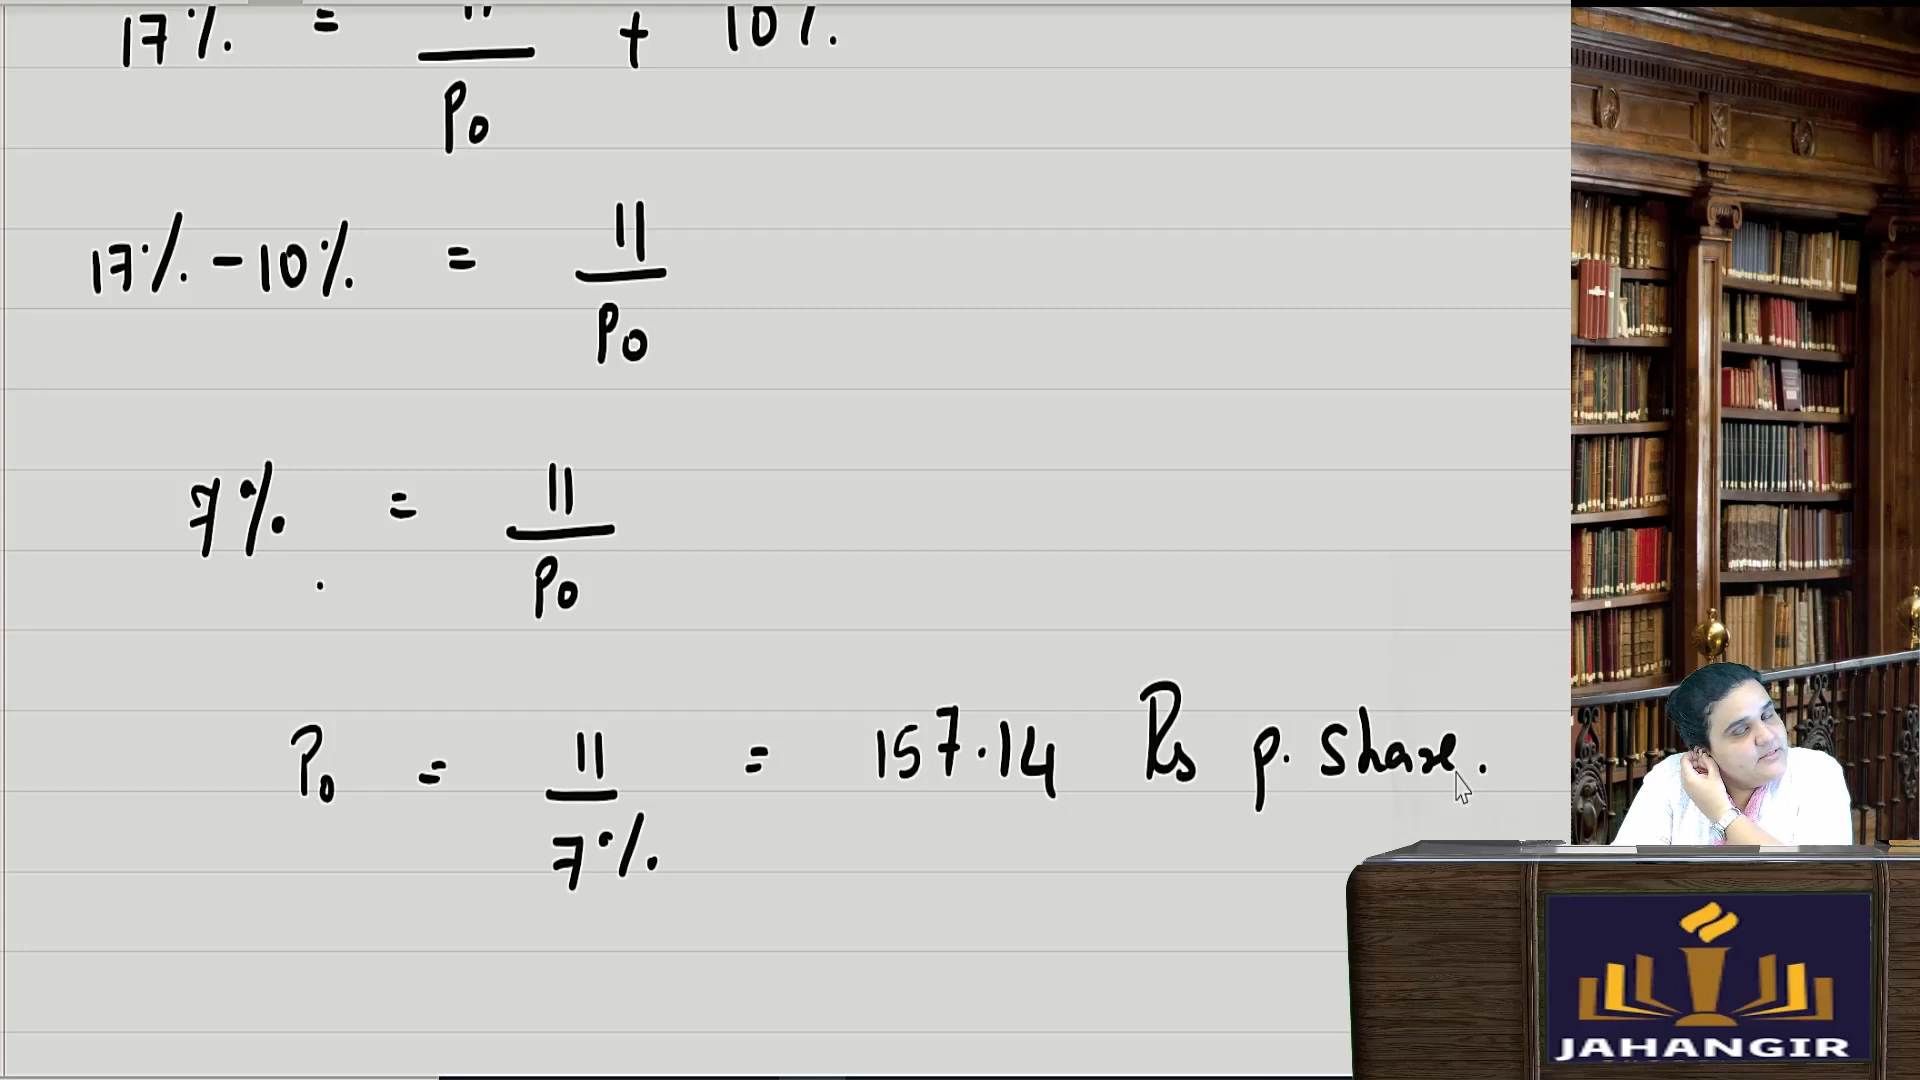 17% = 11/P0 + 10%.
17% - 10% = 11/P0
7% = 11/P0
P0 = 11/7% = 157.14 Rs p. share.
JAHANGIR